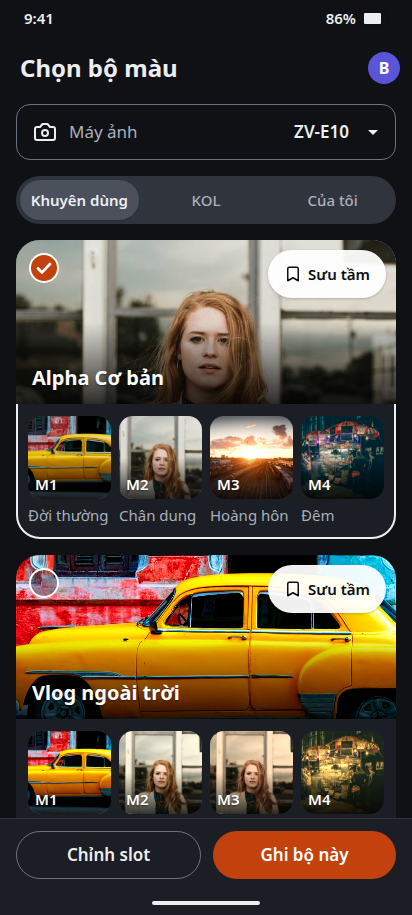 9:41
86%
Chọn bộ màu
B
Máy ảnh
ZV-E10
Khuyên dùng
KOL
Của tôi
Sưu tầm
Alpha Cơ bản
M1
M2
M3
M4
Đời thường
Chân dung
Hoàng hôn
Đêm
Sưu tầm
Vlog ngoài trời
M1
M2
M3
M4
Chỉnh slot
Ghi bộ này